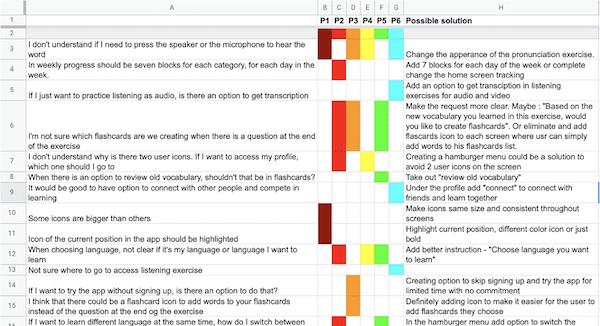 A B C D E F G H
1 P1 P2 P3 P4 P5 P6 Possible solution
2
3 I don't understand if I need to press the speaker or the microphone to hear the
word
Change the apperance of the pronunciation exercise.
4 In weekly progress should be seven blocks for each category, for each day in the
week.
Add 7 blocks for each day of the week or complete
change the home screen tracking
5 If I just want to practice listening as audio, is there an option to get transcription
Add an option to get transcription in listening
exercises for audio and video
6 I'm not sure which flashcards are we creating when there is a question at the end
of the exercise
Make the request more clear. Maybe : "Based on the
new vocabulary you learned in this exercise, would
you like to create flashcards". Or eliminate and add
flascards icon to each screen where usr can simply
add words to his flashcards list.
7 I don't understand why is there two user icons. If I want to access my profile,
which one should I go to
Creating a hamburger menu could be a solution
to avoid 2 user icons on the screen
8 When there is an option to review old vocabulary, shouldn't that be in flashcards?
Take out "review old vocabulary"
9 It would be good to have option to connect with other people and compete in
learning
Under the profile add "connect" to connect with
friends and learn together
10 Some icons are bigger than others
Make icons same size and consistent throughout
screens
11 Icon of the current position in the app should be highlighted
Highlight current position, different color icon or just
bold
12 When choosing language, not clear if it's my language or language I want to
learn
Add better instruction - "Choose language you want
to learn"
13 Not sure where to go to access listening exercise
14 If I want to try the app without signing up, is there an option to do that?
Creating option to skip signing up and try the app for
limited time with no commitment
15 I think that there could be a flashcard icon to add words to your flashcards
instead of the question at the end og the exercise
Definitely adding icon to make it easier for the user to
add flashcards they choose
16 If I want to learn different language at the same time, how do I switch between
In the hamburger menu add option to switch the